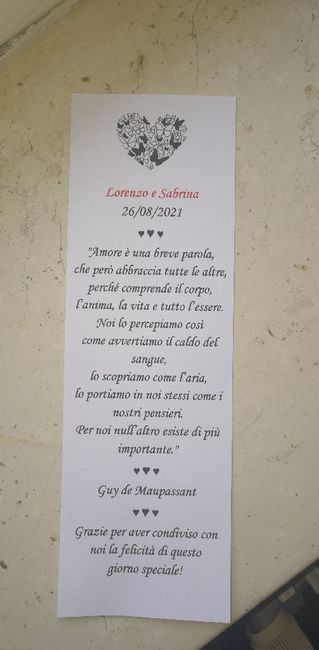 Lorenzo e Sabrina
26/08/2021
♥♥♥
"Amore è una breve parola,
che però abbraccia tutte le altre,
perché comprende il corpo,
l'anima, la vita e tutto l'essere.
Noi lo percepiamo così
come avvertiamo il caldo del
sangue,
lo scopriamo come l'aria,
lo portiamo in noi stessi come i
nostri pensieri.
Per noi null'altro esiste di più
importante."
♥♥♥
Guy de Maupassant
♥♥♥
Grazie per aver condiviso con
noi la felicità di questo
giorno speciale!